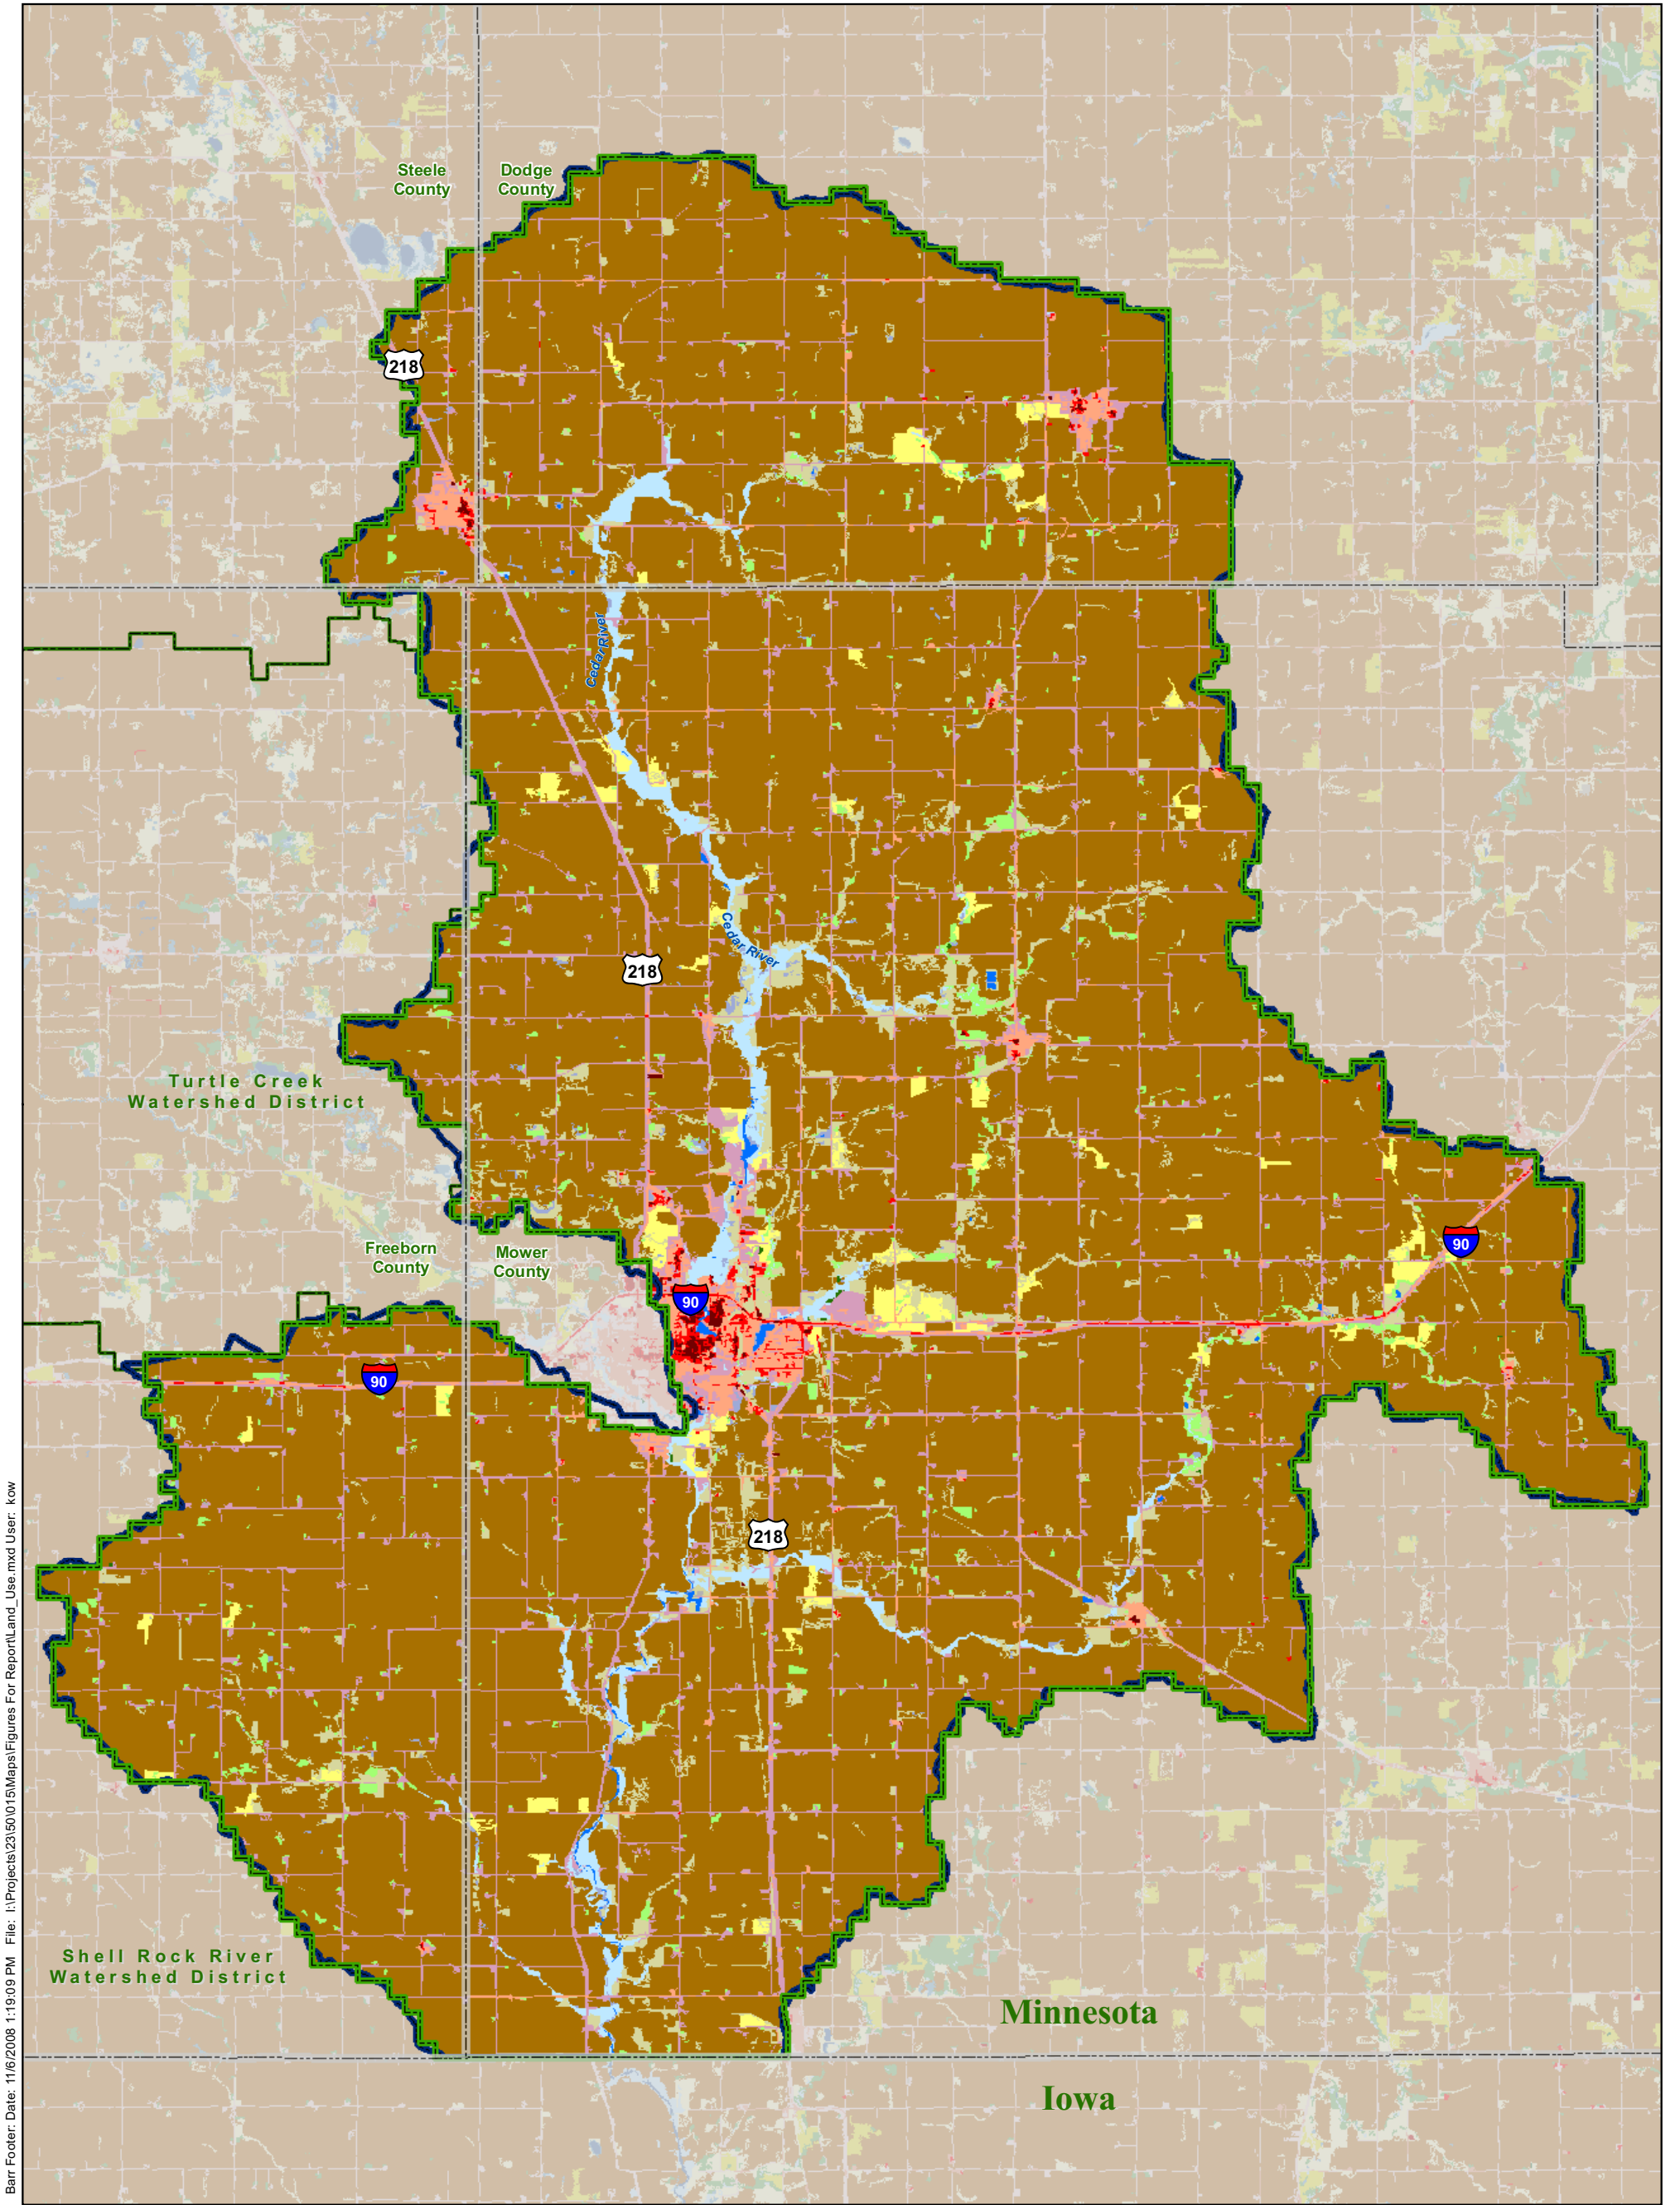 Steele
County
Dodge
County
218
Cedar River
Cedar River
218
Turtle Creek
Watershed District
Freeborn
County
Mower
County
90
90
90
218
Shell Rock River
Watershed District
Minnesota
Iowa
Barr Footer: Date: 11/6/2008 1:19:09 PM File: I:\Projects\23\50\015\Maps\Figures For Report\Land_Use.mxd User: kow